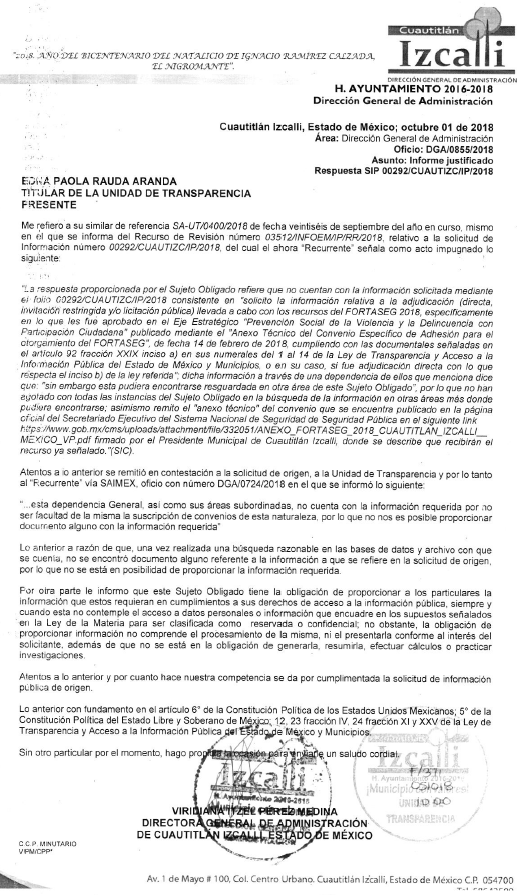 Cuautitlán
Izcalli
DIRECCIÓN GENERAL DE ADMINISTRACIÓN
"2018. AÑO DEL BICENTENARIO DEL NATALICIO DE IGNACIO RAMIREZ CALZADA,
EL NIGROMANTE".
H. AYUNTAMIENTO 2016-2018
Dirección General de Administración
Cuautitlán Izcalli, Estado de México; octubre 01 de 2018
Área: Dirección General de Administración
Oficio: DGA/0855/2018
Asunto: Informe justificado
Respuesta SIP 00292/CUAUTIZC/IP/2018
EDNA PAOLA RAUDA ARANDA
TITULAR DE LA UNIDAD DE TRANSPARENCIA
PRESENTE
Me refiero a su similar de referencia SA-UT/0400/2018 de fecha veintiséis de septiembre del año en curso, mismo
en el que se informa del Recurso de Revisión número 03512/INFOEM/IP/RR/2018, relativo a la solicitud de
Información número 00292/CUAUTIZC/IP/2018, del cual el ahora "Recurrente" señala como acto impugnado lo
siguiente:
"La respuesta proporcionada por el Sujeto Obligado refiere que no cuentan con la información solicitada mediante
el folio 00292/CUAUTIZC/IP/2018 consistente en "solicito la información relativa a la adjudicación (directa,
invitación restringida y/o licitación pública) llevada a cabo con los recursos del FORTASEG 2018, específicamente
en lo que les fue aprobado en el Eje Estratégico "Prevención Social de la Violencia y la Delincuencia con
Participación Ciudadana" publicado mediante el "Anexo Técnico del Convenio Específico de Adhesión para el
otorgamiento del FORTASEG", de fecha 14 de febrero de 2018, cumpliendo con las documentales señaladas en
el artículo 92 fracción XXIX inciso a) en sus numerales del 1 al 14 de la Ley de Transparencia y Acceso a la
Información Pública del Estado de México y Municipios, o en su caso, si fue adjudicación directa con lo que
respecta el inciso b) de la ley referida"; dicha información a través de una dependencia de ellos que menciona dice
que: "sin embargo esta pudiera encontrarse resguardada en otra área de este Sujeto Obligado", por lo que no han
agotado con todas las instancias del Sujeto Obligado en la búsqueda de la información en otras áreas más donde
pudiera encontrarse; asimismo remito el "anexo técnico" del convenio que se encuentra publicado en la página
oficial del Secretariado Ejecutivo del Sistema Nacional de Seguridad de Seguridad Pública en el siguiente link
https://www.gob.mx/cms/uploads/attachment/file/332051/ANEXO_FORTASEG_2018_CUAUTITLAN_IZCALLI_
MEXICO_VP.pdf firmado por el Presidente Municipal de Cuautitlán Izcalli, donde se describe que recibirán el
recurso ya señalado."(SIC).
Atentos a lo anterior se remitió en contestación a la solicitud de origen, a la Unidad de Transparencia y por lo tanto
al "Recurrente" vía SAIMEX, oficio con número DGA/0724/2018 en el que se informó lo siguiente:
"...esta dependencia General, así como sus áreas subordinadas, no cuenta con la información requerida por no
ser facultad de la misma la suscripción de convenios de esta naturaleza, por lo que no nos es posible proporcionar
documento alguno con la información requerida"
Lo anterior a razón de que, una vez realizada una búsqueda razonable en las bases de datos y archivo con que
se cuenta, no se encontró documento alguno referente a la información a que se refiere en la solicitud de origen,
por lo que no se está en posibilidad de proporcionar la información requerida.
Por otra parte le informo que este Sujeto Obligado tiene la obligación de proporcionar a los particulares la
información que estos requieran en cumplimientos a sus derechos de acceso a la información pública, siempre y
cuando esta no contemple el acceso a datos personales o información que encuadre en los supuestos señalados
en la Ley de la Materia para ser clasificada como reservada o confidencial; no obstante, la obligación de
proporcionar información no comprende el procesamiento de la misma, ni el presentarla conforme al interés del
solicitante, además de que no se está en la obligación de generarla, resumirla, efectuar cálculos o practicar
investigaciones.
Atentos a lo anterior y por cuanto hace nuestra competencia se da por cumplimentada la solicitud de información
pública de origen.
Lo anterior con fundamento en el artículo 6° de la Constitución Política de los Estados Unidos Mexicanos; 5° de la
Constitución Política del Estado Libre y Soberano de México; 12, 23 fracción IV, 24 fracción XI y XXV de la Ley de
Transparencia y Acceso a la Información Pública del Estado de México y Municipios.
Sin otro particular por el momento, hago propicia la ocasión para enviarle un saludo cordial.
Izcalli
H. Ayuntamiento 2016-2018
Izcalli
H. Ayuntamiento
Municipio
UNIDAD
TRANSPARENCIA
VIRIDIANA ITZEL PÉREZ MEDINA
DIRECTORA GENERAL DE ADMINISTRACIÓN
DE CUAUTITLÁN IZCALLI, ESTADO DE MÉXICO
C.C.P. MINUTARIO
VIPM/CPP*
Av. 1 de Mayo # 100, Col. Centro Urbano. Cuautitlán Izcalli, Estado de México C.P. 054700